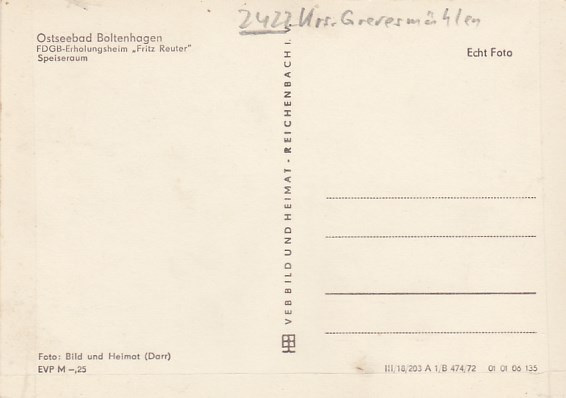 2422 Krs. Grevesmühlen
Ostseebad Boltenhagen
FDGB-Erholungsheim „Fritz Reuter"
Speiseraum
Echt Foto
VEB BILD UND HEIMAT - REICHENBACH I. V.
Foto: Bild und Heimat (Darr)
EVP M -,25
III/18/203 A 1/B 474/72 01 01 06 135